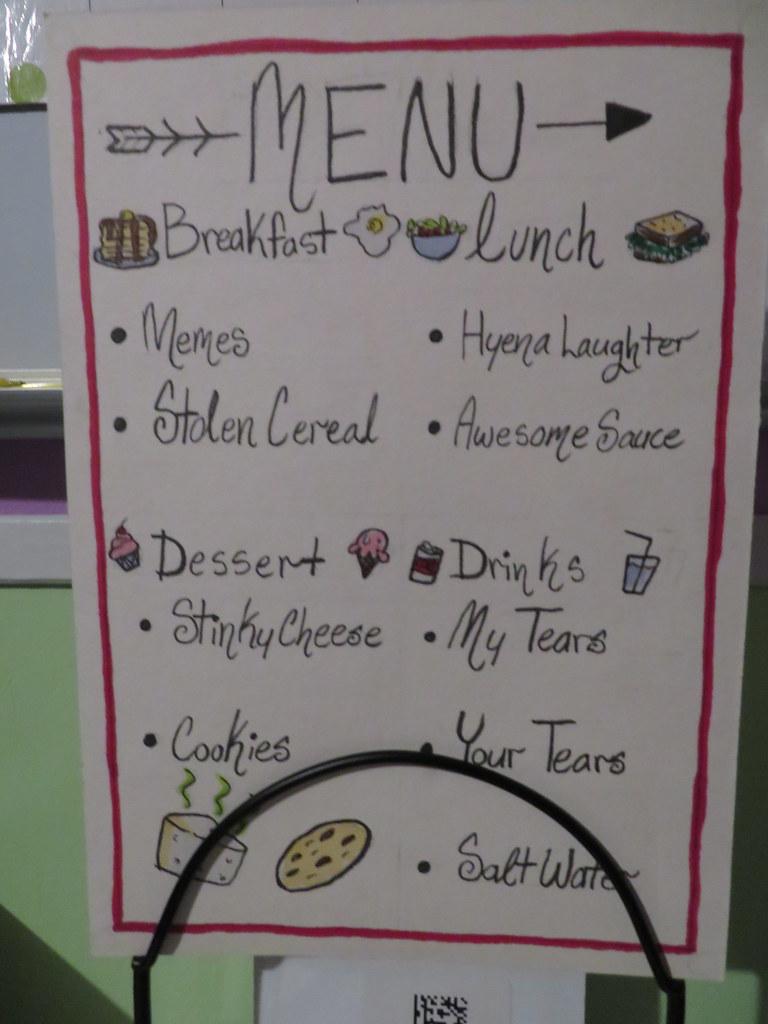 MENU
Breakfast
Memes
Stolen Cereal
Lunch
Hyena Laughter
Awesome Sauce
Dessert
Stinky Cheese
Cookies
Drinks
My Tears
Your Tears
Salt Water